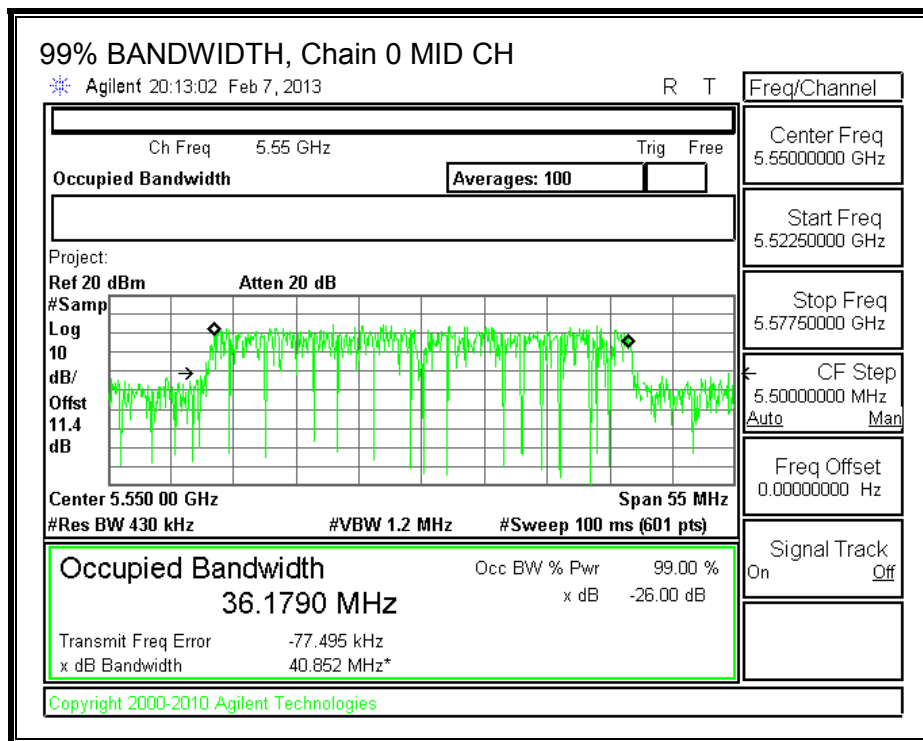 99% BANDWIDTH, Chain 0 MID CH
Agilent 20:13:02 Feb 7, 2013 R T
Freq/Channel
Ch Freq 5.55 GHz Trig Free
Occupied Bandwidth Averages: 100
Center Freq
5.55000000 GHz
Start Freq
5.52250000 GHz
Stop Freq
5.57750000 GHz
CF Step
5.50000000 MHz
Auto Man
Freq Offset
0.00000000 Hz
Signal Track
On Off
Project:
Ref 20 dBm Atten 20 dB
#Samp
Log
10
dB/
Offst
11.4
dB
Center 5.550 00 GHz Span 55 MHz
#Res BW 430 kHz #VBW 1.2 MHz #Sweep 100 ms (601 pts)
Occupied Bandwidth Occ BW % Pwr 99.00 %
36.1790 MHz x dB -26.00 dB
Transmit Freq Error -77.495 kHz
x dB Bandwidth 40.852 MHz*
Copyright 2000-2010 Agilent Technologies